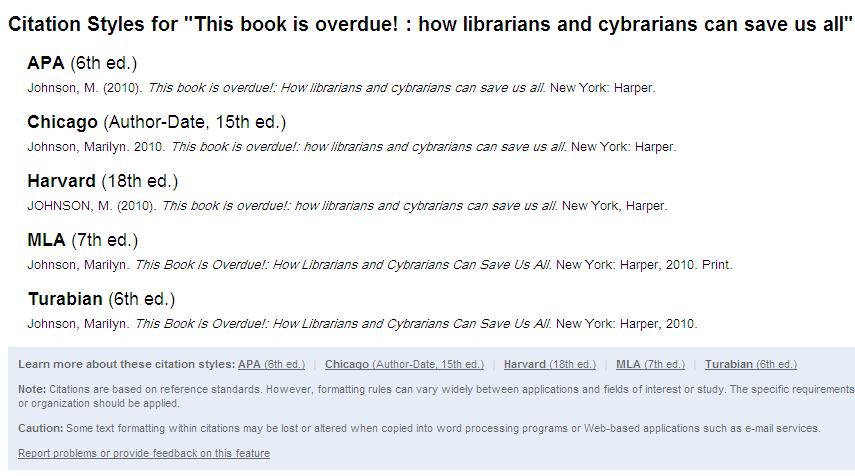 Citation Styles for "This book is overdue! : how librarians and cybrarians can save us all"
APA (6th ed.)
Johnson, M. (2010). This book is overdue!: How librarians and cybrarians can save us all. New York: Harper.
Chicago (Author-Date, 15th ed.)
Johnson, Marilyn. 2010. This book is overdue!: how librarians and cybrarians can save us all. New York: Harper.
Harvard (18th ed.)
JOHNSON, M. (2010). This book is overdue!: how librarians and cybrarians can save us all. New York, Harper.
MLA (7th ed.)
Johnson, Marilyn. This Book Is Overdue!: How Librarians and Cybrarians Can Save Us All. New York: Harper, 2010. Print.
Turabian (6th ed.)
Johnson, Marilyn. This Book Is Overdue!: How Librarians and Cybrarians Can Save Us All. New York: Harper, 2010.
Learn more about these citation styles: APA (6th ed.) | Chicago (Author-Date, 15th ed.) | Harvard (18th ed.) | MLA (7th ed.) | Turabian (6th ed.)
Note: Citations are based on reference standards. However, formatting rules can vary widely between applications and fields of interest or study. The specific requirements
or organization should be applied.
Caution: Some text formatting within citations may be lost or altered when copied into word processing programs or Web-based applications such as e-mail services.
Report problems or provide feedback on this feature